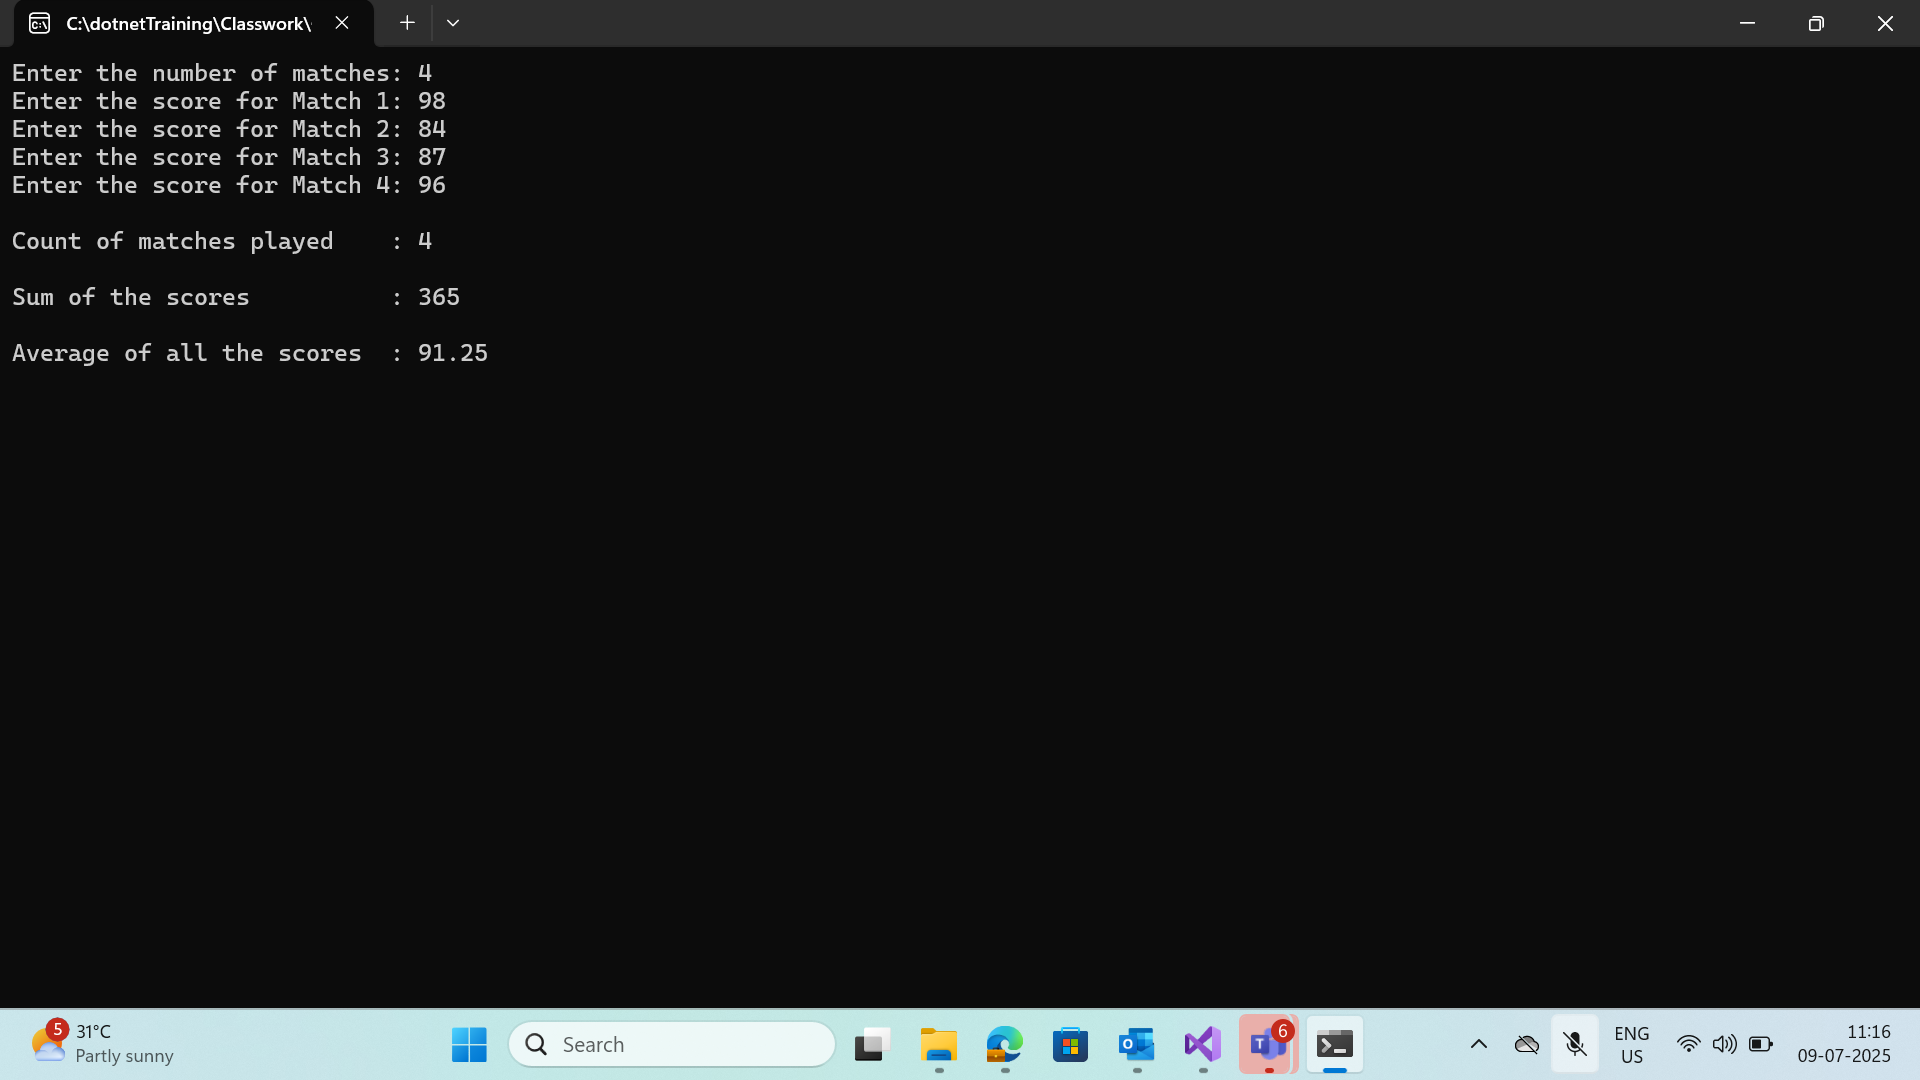 C:\dotnetTraining\Classwork\
Enter the number of matches: 4
Enter the score for Match 1: 98
Enter the score for Match 2: 84
Enter the score for Match 3: 87
Enter the score for Match 4: 96
Count of matches played    : 4
Sum of the scores          : 365
Average of all the scores  : 91.25
5
31°C
Partly sunny
Search
6
ENG
US
11:16
09-07-2025